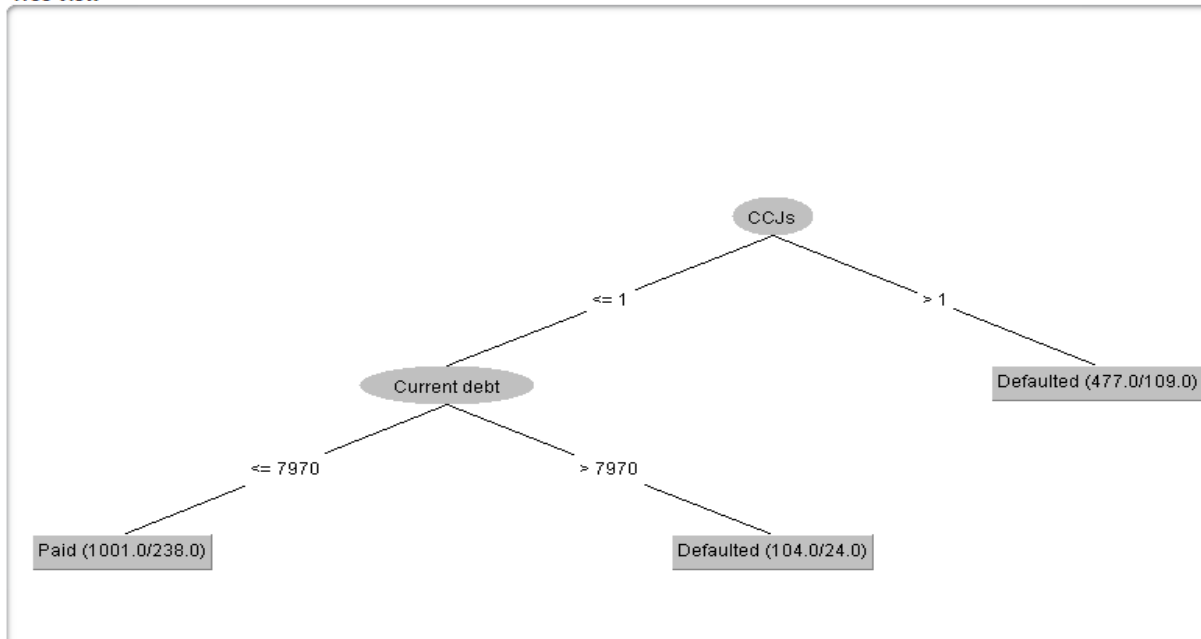 CCJs
<= 1
> 1
Current debt
Defaulted (477.0/109.0)
<= 7970
> 7970
Paid (1001.0/238.0)
Defaulted (104.0/24.0)